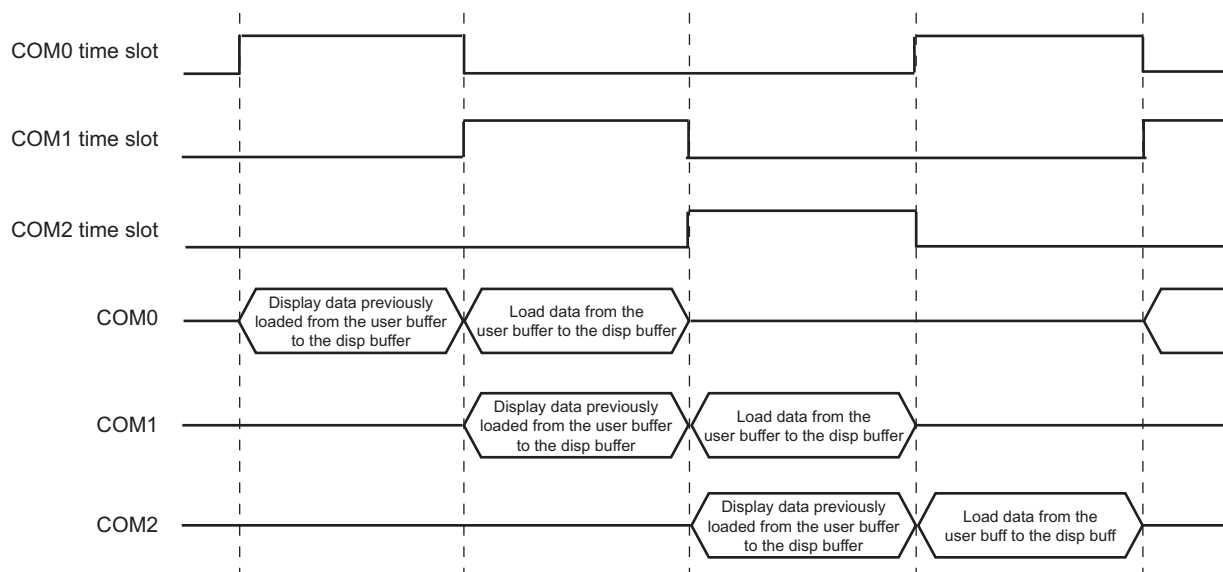 COM0 time slot
COM1 time slot
COM2 time slot
COM0
Display data previously
loaded from the user buffer
to the disp buffer
Load data from the
user buffer to the disp buffer
COM1
Display data previously
loaded from the user buffer
to the disp buffer
Load data from the
user buffer to the disp buffer
COM2
Display data previously
loaded from the user buffer
to the disp buffer
Load data from the
user buff to the disp buff